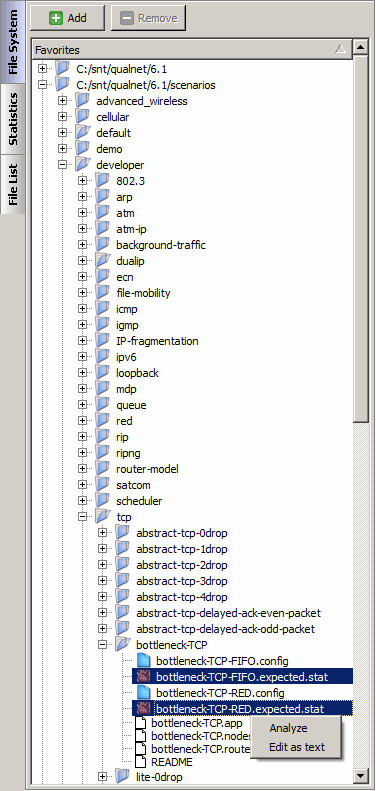 File System
Statistics
File List
Add
Remove
Favorites
C:/snt/qualnet/6.1
C:/snt/qualnet/6.1/scenarios
advanced_wireless
cellular
default
demo
developer
802.3
arp
atm
atm-ip
background-traffic
dualip
ecn
file-mobility
icmp
igmp
IP-fragmentation
ipv6
loopback
mdp
queue
red
rip
ripng
router-model
satcom
scheduler
tcp
abstract-tcp-0drop
abstract-tcp-1drop
abstract-tcp-2drop
abstract-tcp-3drop
abstract-tcp-4drop
abstract-tcp-delayed-ack-even-packet
abstract-tcp-delayed-ack-odd-packet
bottleneck-TCP
bottleneck-TCP-FIFO.config
bottleneck-TCP-FIFO.expected.stat
bottleneck-TCP-RED.config
bottleneck-TCP-RED.expected.stat
bottleneck-TCP.app
bottleneck-TCP.nodes
bottleneck-TCP.route
README
lite-0drop
Analyze
Edit as text